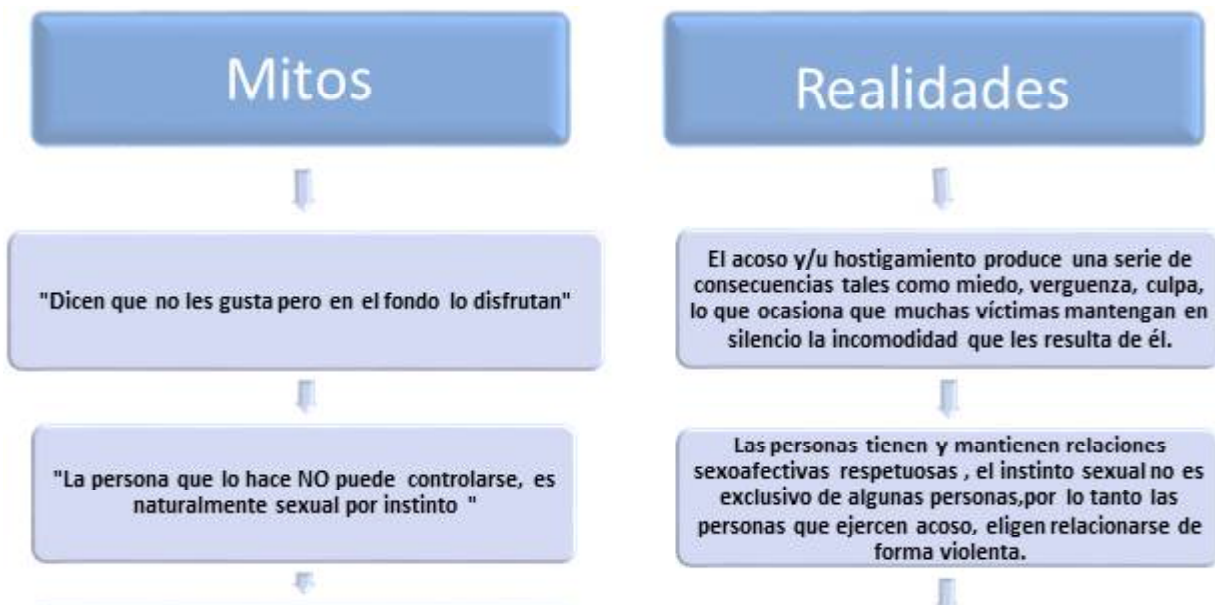 Mitos
"Dicen que no les gusta pero en el fondo lo disfrutan"
"La persona que lo hace NO puede controlarse, es
naturalmente sexual por instinto "
Realidades
El acoso y/u hostigamiento produce una serie de
consecuencias tales como miedo, verguenza, culpa,
lo que ocasiona que muchas víctimas mantengan en
silencio la incomodidad que les resulta de él.
Las personas tienen y mantienen relaciones
sexoafectivas respetuosas , el instinto sexual no es
exclusivo de algunas personas,por lo tanto las
personas que ejercen acoso, eligen relacionarse de
forma violenta.